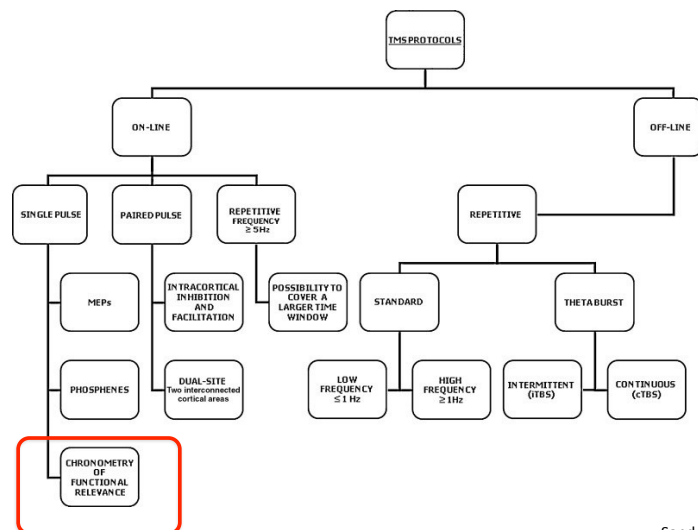 TMS PROTOCOLS
ON-LINE
OFF-LINE
SINGLE PULSE
PAIRED PULSE
REPETITIVE
FREQUENCY
≥ 5Hz
REPETITIVE
MEPs
INTRACORTICAL
INHIBITION
AND
FACILITATION
POSSIBILITY TO
COVER A
LARGER TIME
WINDOW
STANDARD
THETA BURST
PHOSPHENES
DUAL-SITE
Two interconnected
cortical areas
LOW
FREQUENCY
≤ 1 Hz
HIGH
FREQUENCY
≥ 1Hz
INTERMITTENT
(iTBS)
CONTINUOUS
(cTBS)
CHRONOMETRY
OF
FUNCTIONAL
RELEVANCE